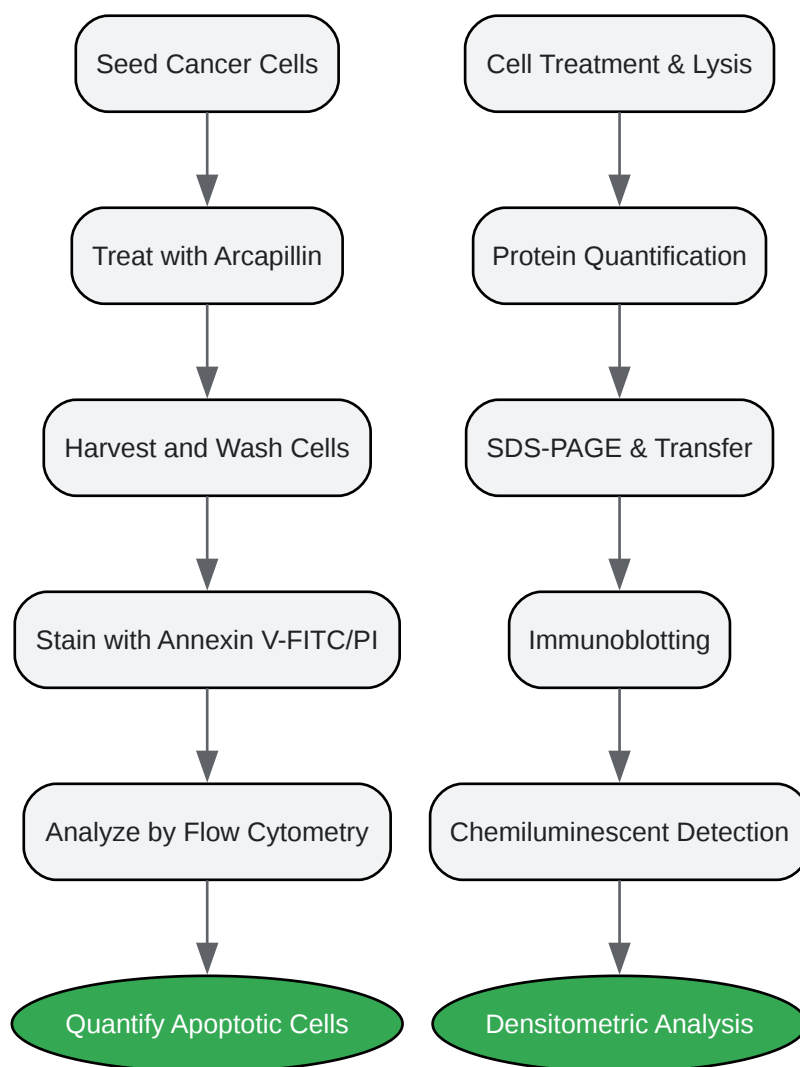 Seed Cancer Cells
Treat with Arcapillin
Harvest and Wash Cells
Stain with Annexin V-FITC/PI
Analyze by Flow Cytometry
Quantify Apoptotic Cells
Cell Treatment & Lysis
Protein Quantification
SDS-PAGE & Transfer
Immunoblotting
Chemiluminescent Detection
Densitometric Analysis